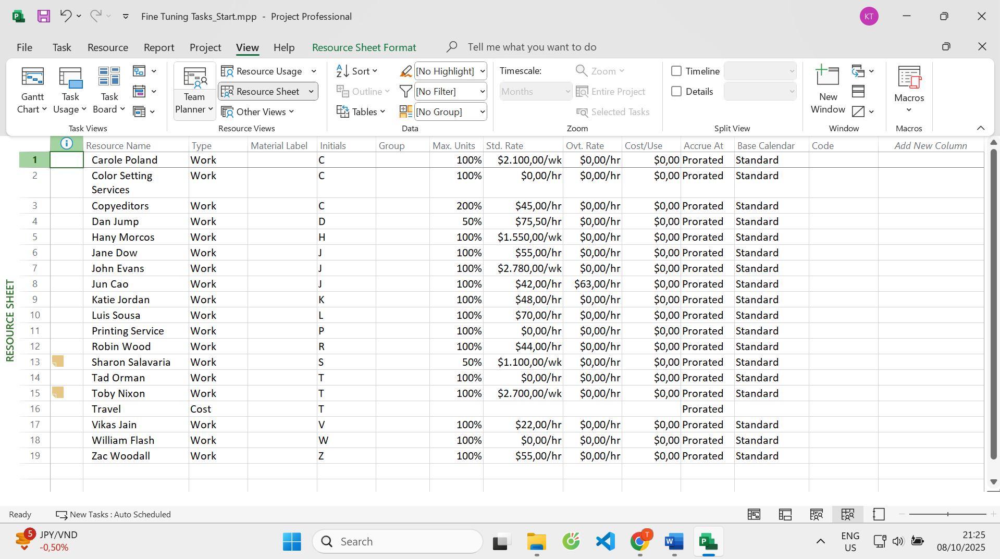 Fine Tuning Tasks_Start.mpp - Project Professional
KT
File Task Resource Report Project View Help Resource Sheet Format Tell me what you want to do
Gantt Chart
Task Usage
Task Board
Task Views
Team Planner
Resource Usage
Resource Sheet
Other Views
Resource Views
Sort
Outline
Tables
[No Highlight]
[No Filter]
[No Group]
Data
Timescale:
Months
Zoom
Entire Project
Selected Tasks
Zoom
Timeline
Details
Split View
New Window
Window
Macros
Macros
RESOURCE SHEET
Resource Name Type Material Label Initials Group Max. Units Std. Rate Ovt. Rate Cost/Use Accrue At Base Calendar Code Add New Column
1 Carole Poland Work C 100% $2.100,00/wk $0,00/hr $0,00 Prorated Standard
2 Color Setting Services Work C 100% $0,00/hr $0,00/hr $0,00 Prorated Standard
3 Copyeditors Work C 200% $45,00/hr $0,00/hr $0,00 Prorated Standard
4 Dan Jump Work D 50% $75,50/hr $0,00/hr $0,00 Prorated Standard
5 Hany Morcos Work H 100% $1.550,00/wk $0,00/hr $0,00 Prorated Standard
6 Jane Dow Work J 100% $55,00/hr $0,00/hr $0,00 Prorated Standard
7 John Evans Work J 100% $2.780,00/wk $0,00/hr $0,00 Prorated Standard
8 Jun Cao Work J 100% $42,00/hr $63,00/hr $0,00 Prorated Standard
9 Katie Jordan Work K 100% $48,00/hr $0,00/hr $0,00 Prorated Standard
10 Luis Sousa Work L 100% $70,00/hr $0,00/hr $0,00 Prorated Standard
11 Printing Service Work P 100% $0,00/hr $0,00/hr $0,00 Prorated Standard
12 Robin Wood Work R 100% $44,00/hr $0,00/hr $0,00 Prorated Standard
13 Sharon Salavaria Work S 50% $1.100,00/wk $0,00/hr $0,00 Prorated Standard
14 Tad Orman Work T 100% $0,00/hr $0,00/hr $0,00 Prorated Standard
15 Toby Nixon Work T 100% $2.700,00/wk $0,00/hr $0,00 Prorated Standard
16 Travel Cost T Prorated
17 Vikas Jain Work V 100% $22,00/hr $0,00/hr $0,00 Prorated Standard
18 William Flash Work W 100% $0,00/hr $0,00/hr $0,00 Prorated Standard
19 Zac Woodall Work Z 100% $55,00/hr $0,00/hr $0,00 Prorated Standard
Ready New Tasks : Auto Scheduled
5 JPY/VND
-0,50%
Search
T
ENG
US
21:25
08/10/2025